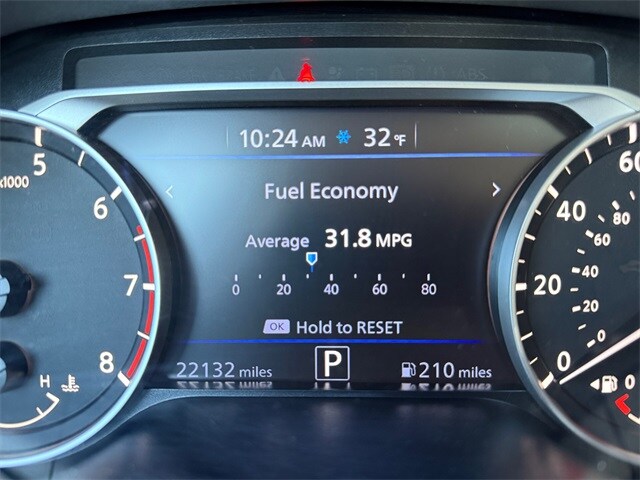 10:24 AM 32°F
Fuel Economy
Average 31.8 MPG
0 20 40 60 80
OK Hold to RESET
22132 miles P 210 miles
x1000
5
6
7
8
H
60
40
20
0
80
60
40
20
0
0